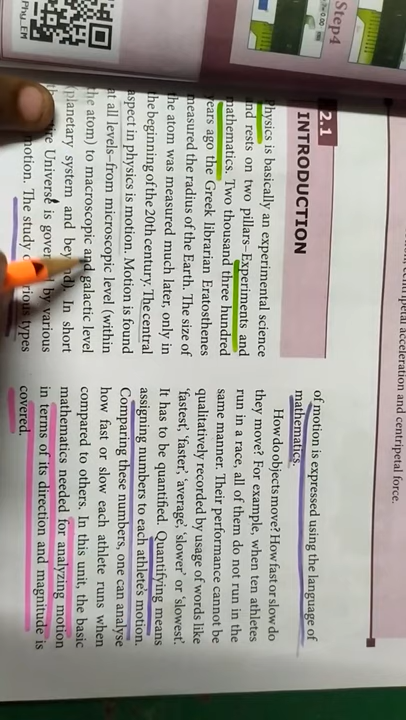 Step4
Phy_EM
centripetal acceleration and centripetal force.
2.1
INTRODUCTION
Physics is basically an experimental science
and rests on two pillars–Experiments and
mathematics. Two thousand three hundred
years ago the Greek librarian Eratosthenes
measured the radius of the Earth. The size of
the atom was measured much later, only in
the beginning of the 20th century. The central
aspect in physics is motion. Motion is found
at all levels–from microscopic level (within
the atom) to macroscopic and galactic level
planetary system and In short
Universe is by various
motion. The study types
of motion is expressed using the language of
mathematics.
How do objects move? How fast or slow do
they move? For example, when ten athletes
run in a race, all of them do not run in the
same manner. Their performance cannot be
qualitatively recorded by usage of words like
‘fastest’, ‘faster’, ‘average’, ‘slower’ or ‘slowest’.
It has to be quantified. Quantifying means
assigning numbers to each athlete’s motion.
Comparing these numbers, one can analyse
how fast or slow each athlete runs when
compared to others. In this unit, the basic
mathematics needed for analyzing motion
in terms of its direction and magnitude is
covered.